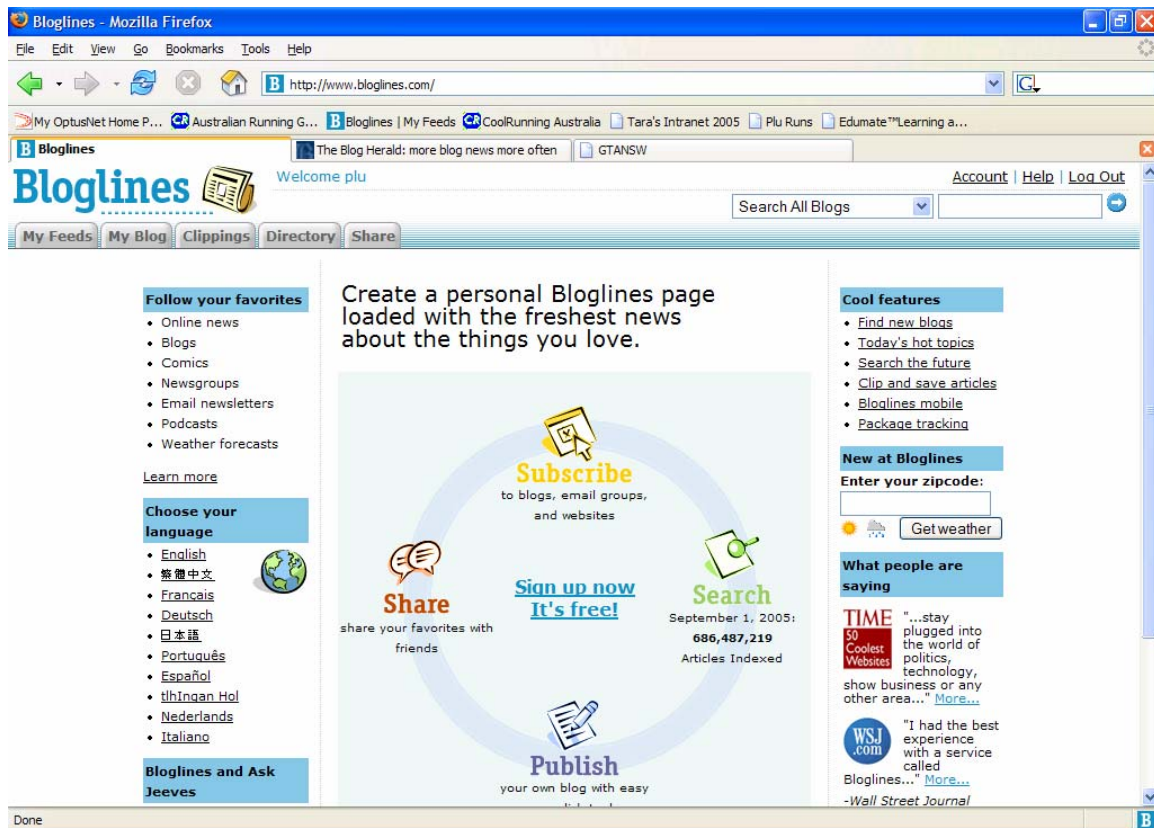 Bloglines - Mozilla Firefox
File Edit View Go Bookmarks Tools Help
http://www.bloglines.com/
My OptusNet Home P... Australian Running G... Bloglines | My Feeds CoolRunning Australia Tara's Intranet 2005 Plu Runs Edumate™Learning a...
Bloglines The Blog Herald: more blog news more often GTANSW
Bloglines Welcome plu Account | Help | Log Out
Search All Blogs
My Feeds My Blog Clippings Directory Share
Follow your favorites
Online news
Blogs
Comics
Newsgroups
Email newsletters
Podcasts
Weather forecasts
Learn more
Choose your
language
English
繁體中文
Français
Deutsch
日本語
Português
Español
tlhIngan Hol
Nederlands
Italiano
Bloglines and Ask
Jeeves
Create a personal Bloglines page
loaded with the freshest news
about the things you love.
Subscribe
to blogs, email groups,
and websites
Share
share your favorites with
friends
Sign up now
It's free!
Search
September 1, 2005:
686,487,219
Articles Indexed
Publish
your own blog with easy
Cool features
Find new blogs
Today's hot topics
Search the future
Clip and save articles
Bloglines mobile
Package tracking
New at Bloglines
Enter your zipcode:
Get weather
What people are
saying
TIME
50
Coolest
Websites
"...stay
plugged into
the world of
politics,
technology,
show business or any
other area..." More...
WSJ
.com
"I had the best
experience
with a service
called
Bloglines..." More...
-Wall Street Journal
Done